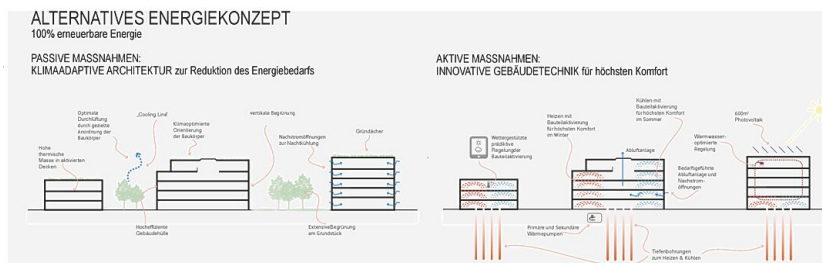 ALTERNATIVES ENERGIEKONZEPT
100% erneuerbare Energie
PASSIVE MASSNAHMEN:
KLIMAADAPTIVE ARCHITEKTUR zur Reduktion des Energiebedarfs
Optimale
Durchlüftung
durch gezielte
Anordnung der
Baukörper
„Cooling Lind"
Klimaoptimierte
Orientierung
der Baukörper
vertikale Begrünung
Nachstromöffnungen
zur Nachtkühlung
Gründächer
Hohe
thermische
Masse in aktivierten
Decken
Hocheffiziente
Gebäudehülle
Extensive Begrünung
am Grundstück
AKTIVE MASSNAHMEN:
INNOVATIVE GEBÄUDETECHNIK für höchsten Komfort
Wettergestützte
prädiktive
Regelung der
Bauteilaktivierung
Heizen mit
Bauteilaktivierung
für höchsten Komfort
im Winter
Kühlen mit
Bauteilaktivierung
für höchsten Komfort
im Sommer
Abluftanlage
600m²
Photovoltaik
Warmwasser-
optimierte
Regelung
Bedarfsgeführte
Abluftanlage und
Nachstrom-
öffnungen
Primäre und Sekundäre
Wärmepumpen
Tiefenbohrungen
zum Heizen & Kühlen